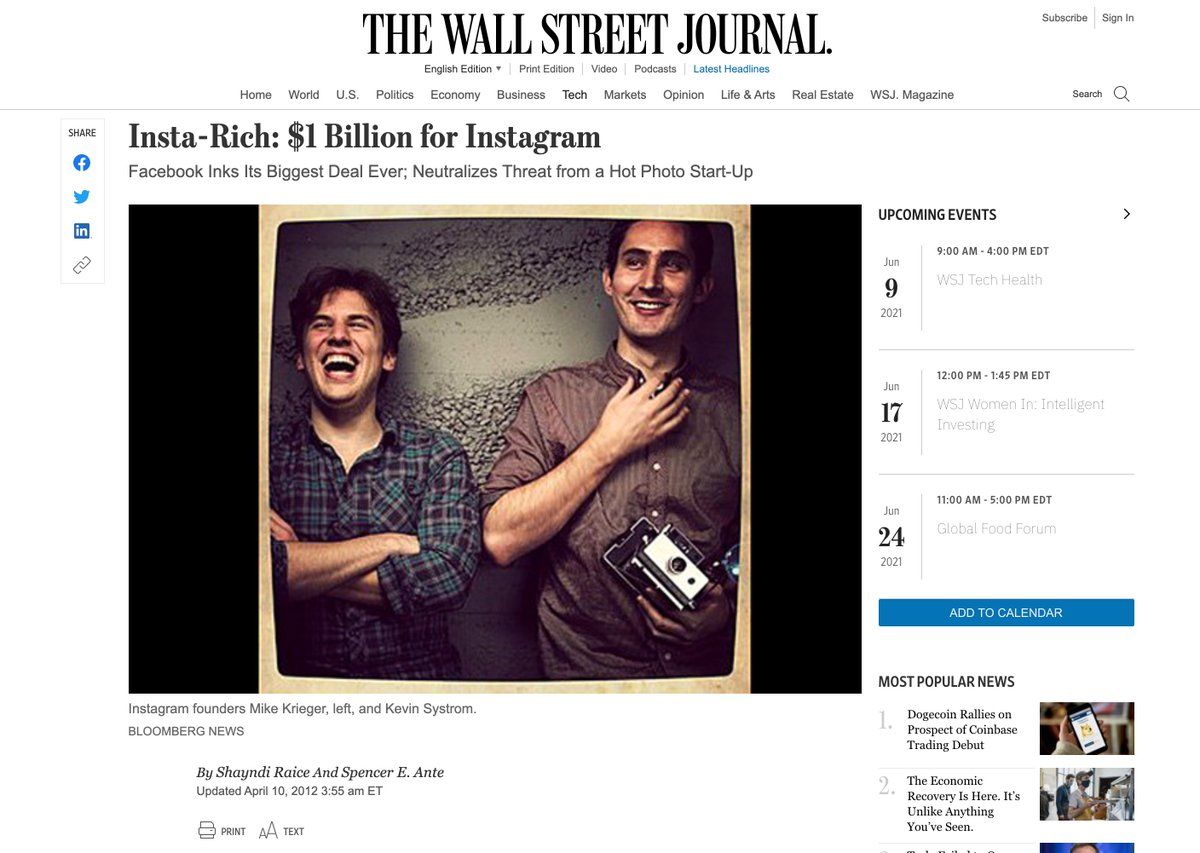 THE WALL STREET JOURNAL.
Subscribe Sign In
English Edition ▼ Print Edition Video Podcasts Latest Headlines
Home World U.S. Politics Economy Business Tech Markets Opinion Life & Arts Real Estate WSJ. Magazine Search
SHARE
Insta-Rich: $1 Billion for Instagram
Facebook Inks Its Biggest Deal Ever; Neutralizes Threat from a Hot Photo Start-Up
Instagram founders Mike Krieger, left, and Kevin Systrom.
BLOOMBERG NEWS
By Shayndi Raice And Spencer E. Ante
Updated April 10, 2012 3:55 am ET
PRINT AA TEXT
UPCOMING EVENTS
Jun
9
2021
9:00 AM - 4:00 PM EDT
WSJ Tech Health
Jun
17
2021
12:00 PM - 1:45 PM EDT
WSJ Women In: Intelligent
Investing
Jun
24
2021
11:00 AM - 5:00 PM EDT
Global Food Forum
ADD TO CALENDAR
MOST POPULAR NEWS
1.
Dogecoin Rallies on
Prospect of Coinbase
Trading Debut
2.
The Economic
Recovery Is Here. It's
Unlike Anything
You've Seen.